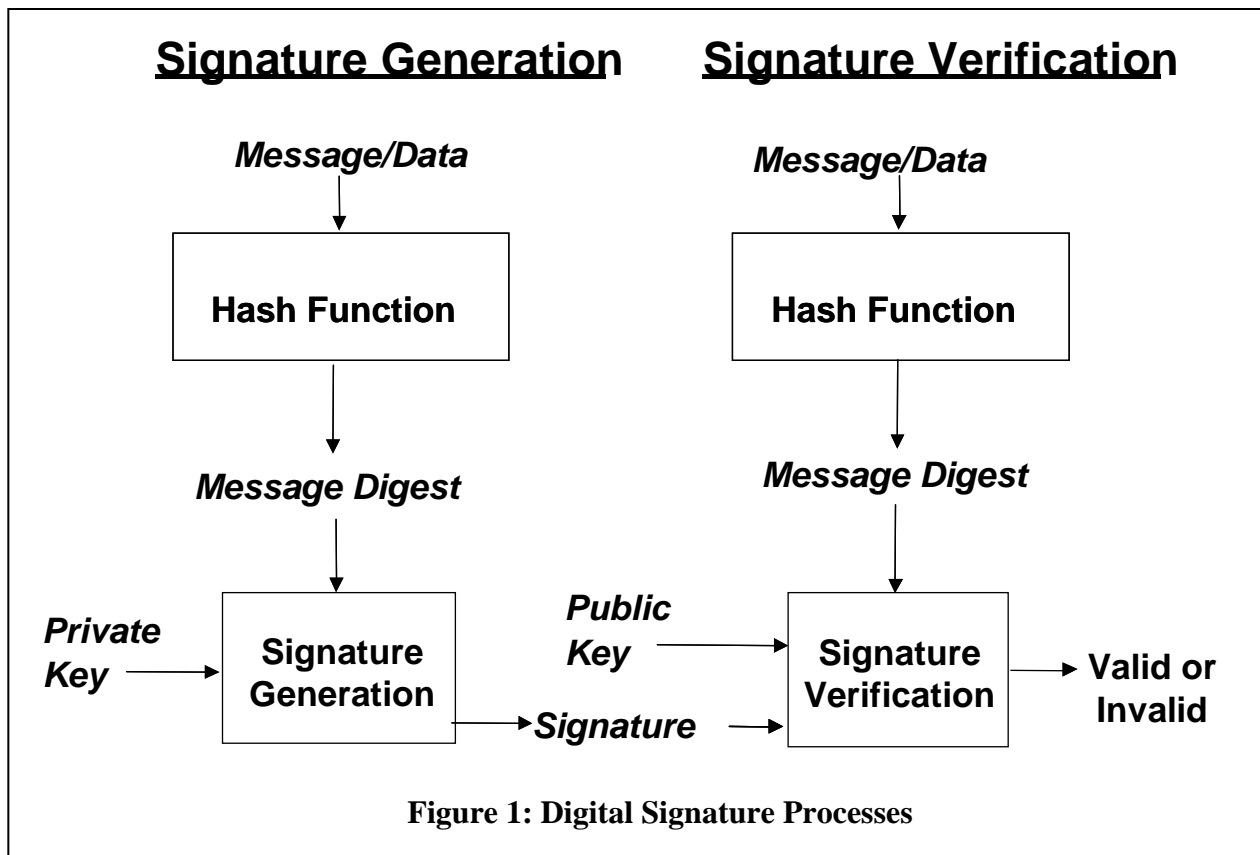 Signature Generation
Signature Verification
Message/Data
Message/Data
Hash Function
Hash Function
Message Digest
Message Digest
Private
Key
Signature
Generation
Public
Key
Signature
Signature
Verification
Valid or
Invalid
Figure 1: Digital Signature Processes